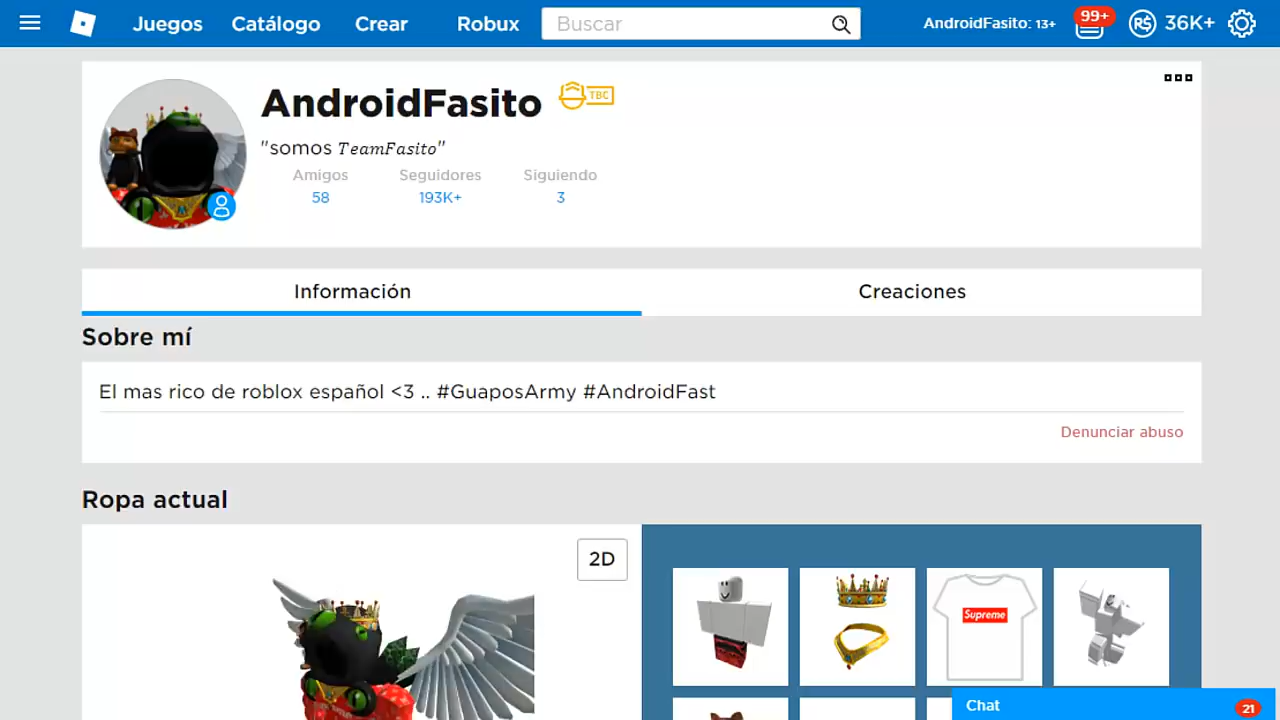 Juegos Catálogo Crear Robux Buscar AndroidFasito: 13+ 99+ R$ 36K+
AndroidFasito TBC
"somos TeamFasito"
Amigos Seguidores Siguiendo
58 193K+ 3
Información Creaciones
Sobre mí
El mas rico de roblox español <3 .. #GuaposArmy #AndroidFast
Denunciar abuso
Ropa actual
2D
Supreme
Chat 21